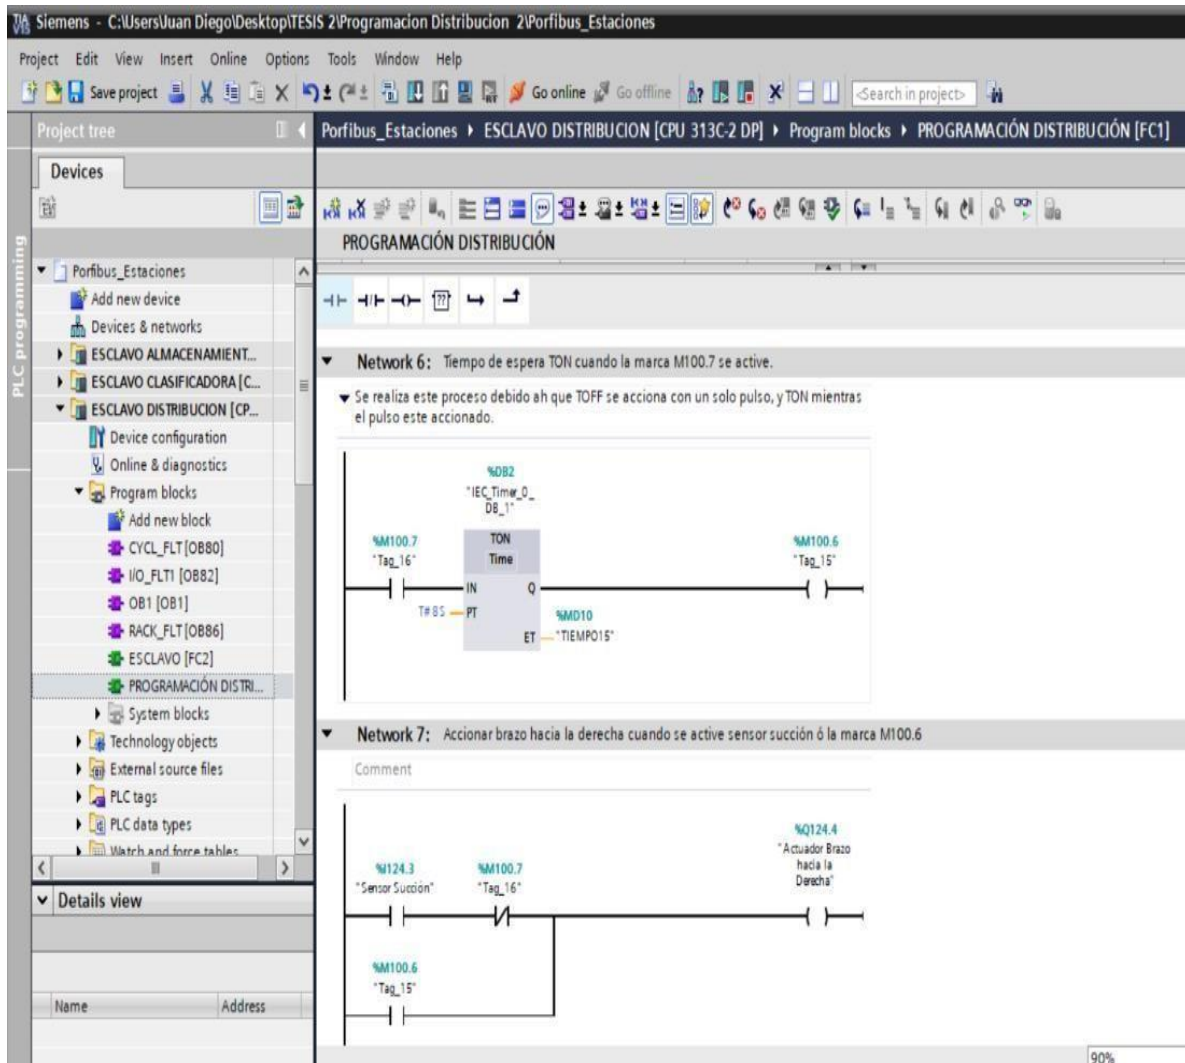 Siemens - C:\Users\Juan Diego\Desktop\TESIS 2\Programacion Distribucion 2\Porfibus_Estaciones
Project Edit View Insert Online Options Tools Window Help
Save project Go online Go offline <Search in project>
Project tree
Porfibus_Estaciones ▸ ESCLAVO DISTRIBUCION [CPU 313C-2 DP] ▸ Program blocks ▸ PROGRAMACIÓN DISTRIBUCIÓN [FC1]
Devices
PLC programming
PROGRAMACIÓN DISTRIBUCIÓN
Porfibus_Estaciones
Add new device
Devices & networks
ESCLAVO ALMACENAMIENT...
ESCLAVO CLASIFICADORA [C...
ESCLAVO DISTRIBUCION [CP...
Device configuration
Online & diagnostics
Program blocks
Add new block
CYCL_FLT [OB80]
I/O_FLT1 [OB82]
OB1 [OB1]
RACK_FLT [OB86]
ESCLAVO [FC2]
PROGRAMACIÓN DISTRI...
System blocks
Technology objects
External source files
PLC tags
PLC data types
Watch and force tables
Details view
Name Address
??
Network 6: Tiempo de espera TON cuando la marca M100.7 se active.
Se realiza este proceso debido ah que TOFF se acciona con un solo pulso, y TON mientras
el pulso este accionado.
%DB2
"IEC_Timer_0_
DB_1"
%M100.7
"Tag_16"
TON
Time
%M100.6
"Tag_15"
IN Q
T#8S PT
%MD10
ET "TIEMPO15"
Network 7: Accionar brazo hacia la derecha cuando se active sensor succión ó la marca M100.6
Comment
%Q124.4
"Actuador Brazo
hacia la
Derecha"
%I124.3
"Sensor Succión"
%M100.7
"Tag_16"
%M100.6
"Tag_15"
90%